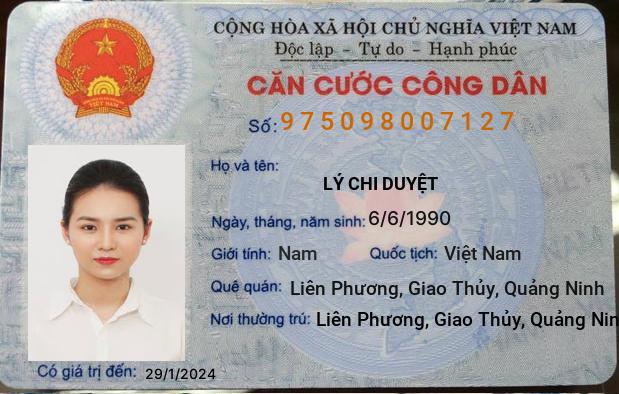 CỘNG HÒA XÃ HỘI CHỦ NGHĨA VIỆT NAM
Độc lập - Tự do - Hạnh phúc
CĂN CƯỚC CÔNG DÂN
Số: 975098007127
Họ và tên:
LÝ CHI DUYỆT
Ngày, tháng, năm sinh: 6/6/1990
Giới tính: Nam Quốc tịch: Việt Nam
Quê quán: Liên Phương, Giao Thủy, Quảng Ninh
Nơi thường trú: Liên Phương, Giao Thủy, Quảng Nin
Có giá trị đến: 29/1/2024
VIỆT NAM